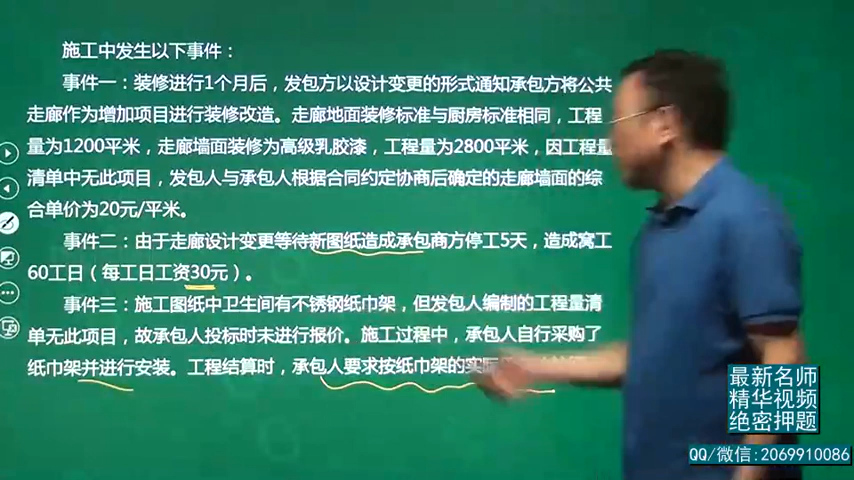 施工中发生以下事件：
事件一：装修进行1个月后，发包方以设计变更的形式通知承包方将公共
走廊作为增加项目进行装修改造。走廊地面装修标准与厨房标准相同，工程
量为1200平米，走廊墙面装修为高级乳胶漆，工程量为2800平米，因工程量
清单中无此项目，发包人与承包人根据合同约定协商后确定的走廊墙面的综
合单价为20元/平米。
事件二：由于走廊设计变更等待新图纸造成承包商方停工5天，造成窝工
60工日（每工日工资30元）。
事件三：施工图纸中卫生间有不锈钢纸巾架，但发包人编制的工程量清
单无此项目，故承包人投标时未进行报价。施工过程中，承包人自行采购了
纸巾架并进行安装。工程结算时，承包人要求按纸巾架的实
最新名师
精华视频
绝密押题
QQ/微信:2069910086